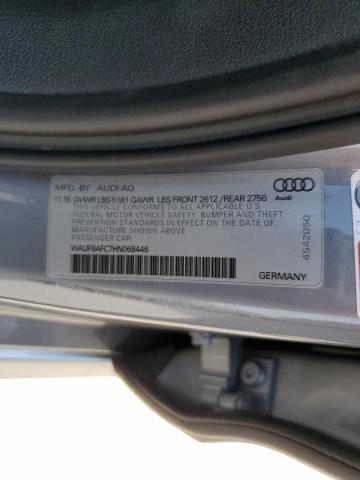 MFD. BY AUDI AG
11 16 GVWR LBS 5181 GAWR LBS FRONT 2612 /REAR 2756
THIS VEHICLE CONFORMS TO ALL APPLICABLE U.S.
FEDERAL MOTOR VEHICLE SAFETY, BUMPER AND THEFT
PREVENTION STANDARDS IN EFFECT ON THE DATE OF
MANUFACTURE SHOWN ABOVE
PASSENGER CAR
WAUF8AFC7HN068446
Audi
4542050
GERMANY